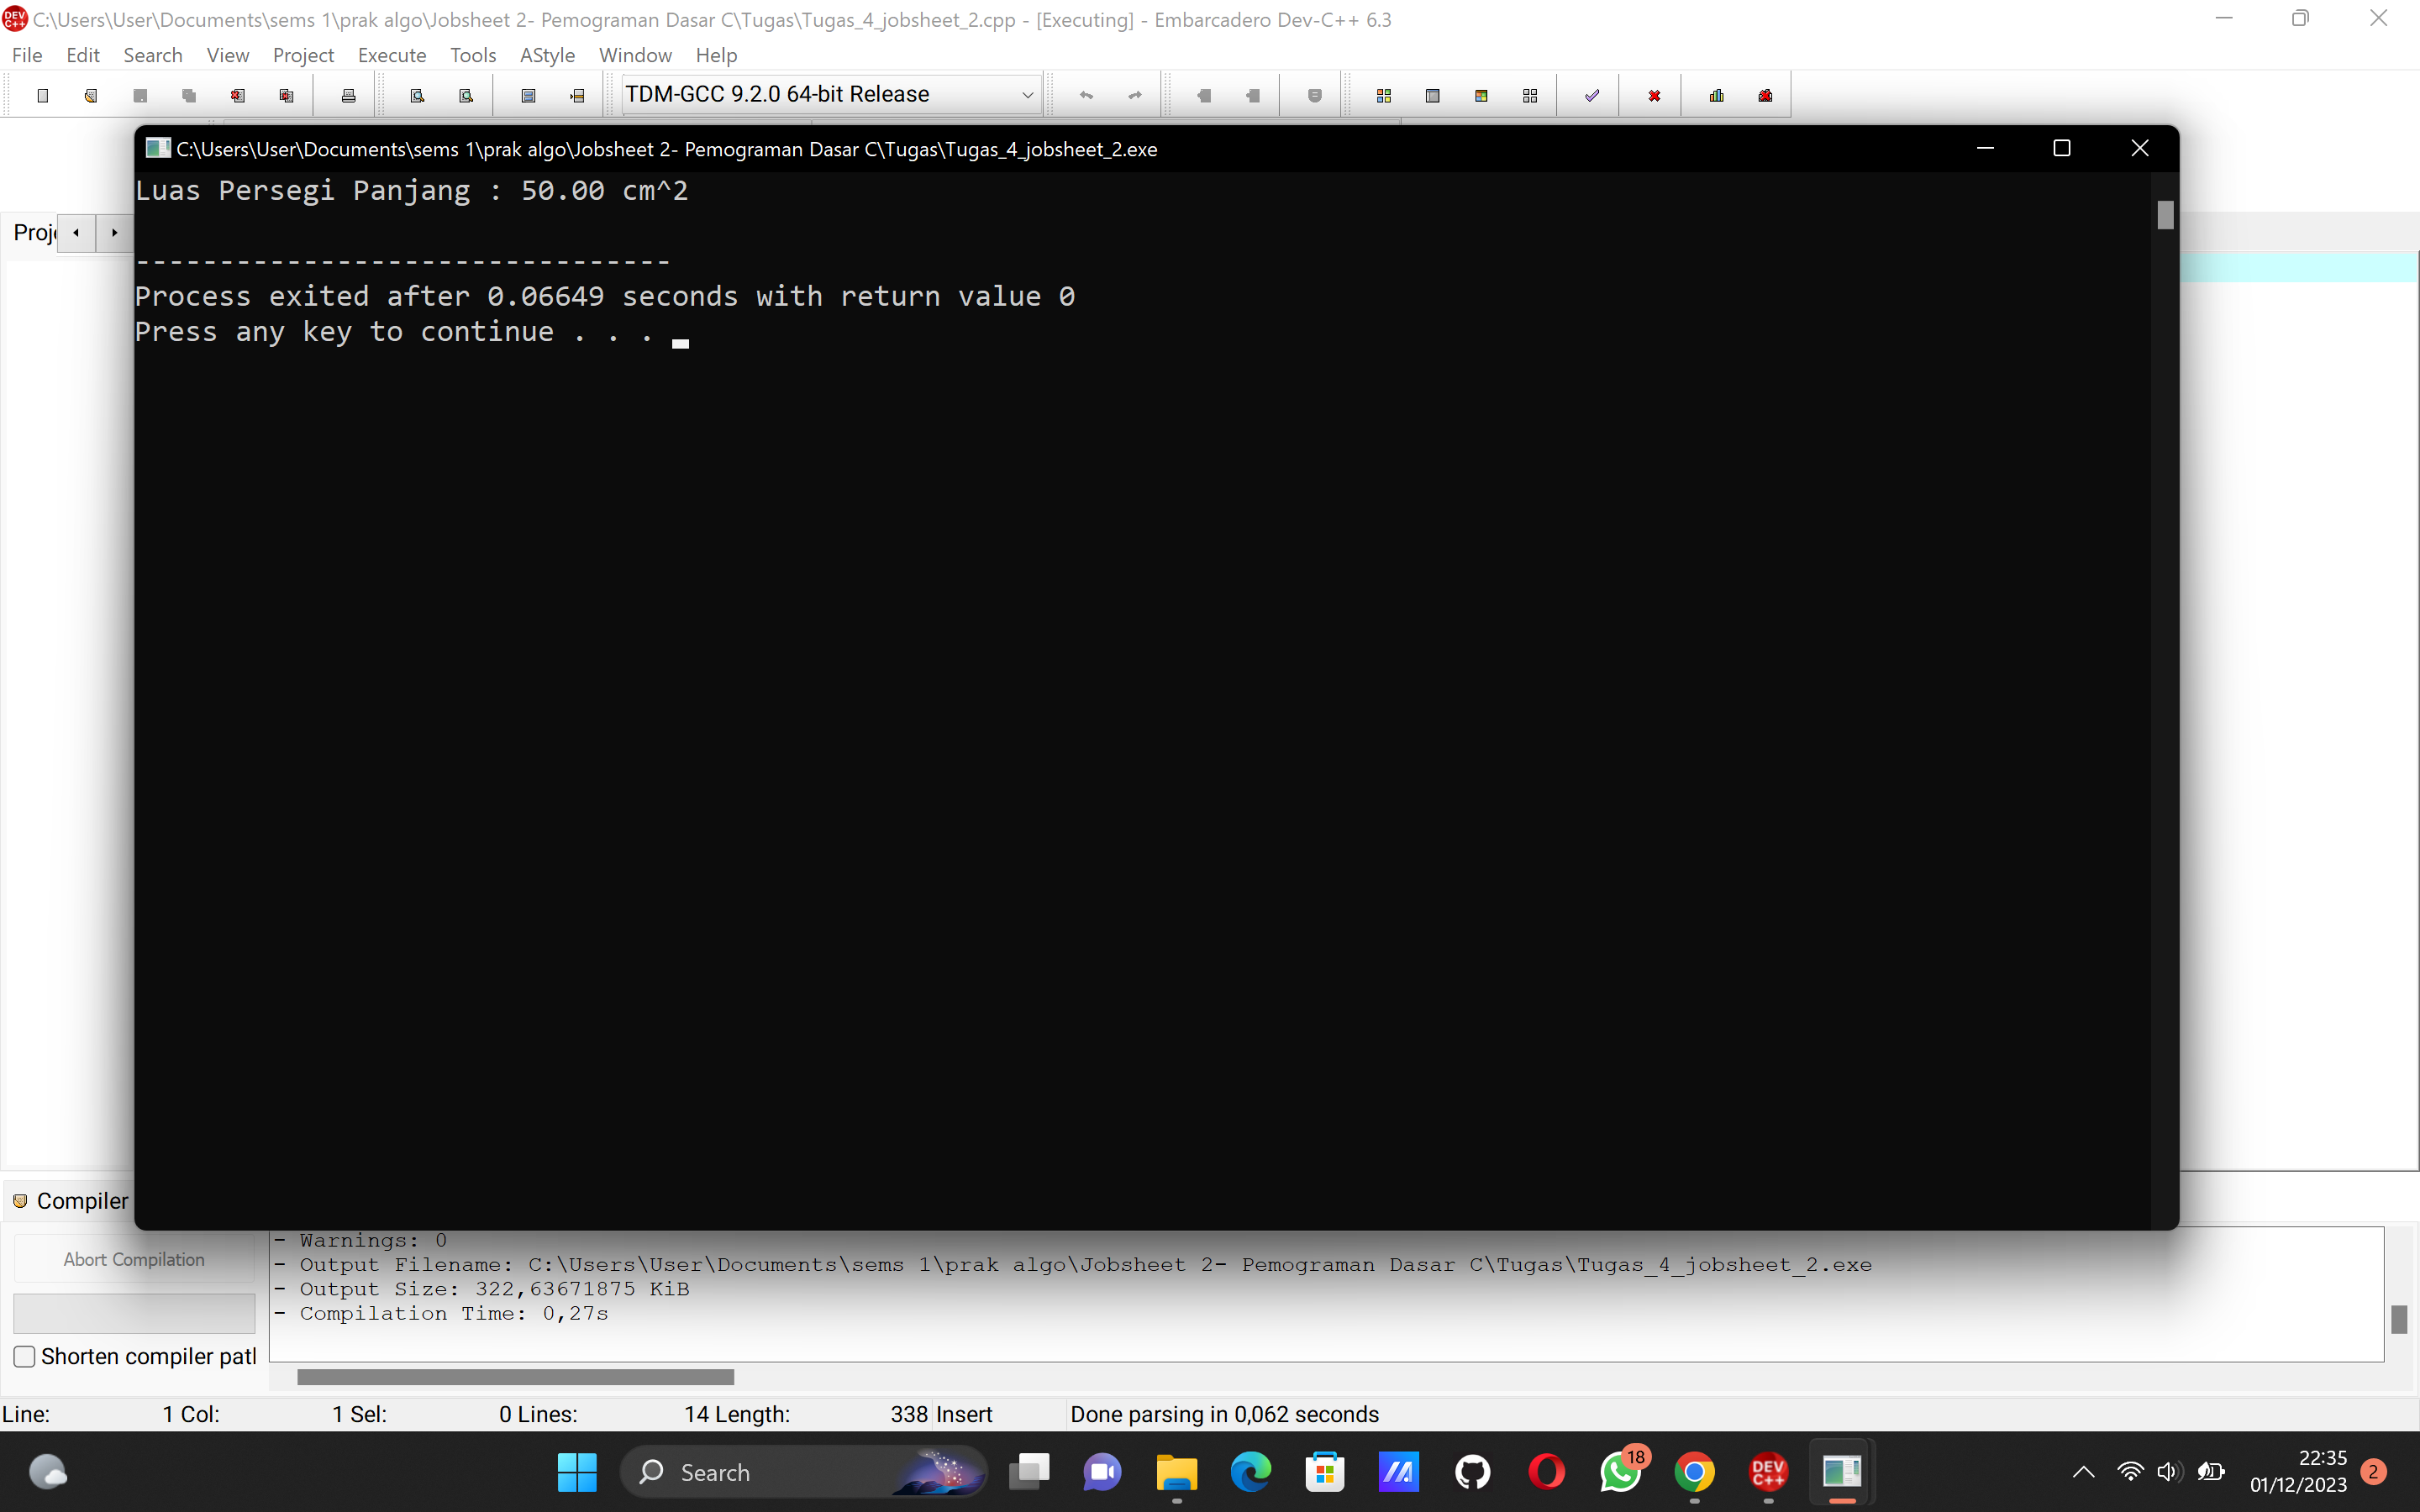 C:\Users\User\Documents\sems 1\prak algo\Jobsheet 2- Pemograman Dasar C\Tugas\Tugas_4_jobsheet_2.cpp - [Executing] - Embarcadero Dev-C++ 6.3
File Edit Search View Project Execute Tools AStyle Window Help
TDM-GCC 9.2.0 64-bit Release
C:\Users\User\Documents\sems 1\prak algo\Jobsheet 2- Pemograman Dasar C\Tugas\Tugas_4_jobsheet_2.exe
Luas Persegi Panjang : 50.00 cm^2
Proj
--------------------------------
Process exited after 0.06649 seconds with return value 0
Press any key to continue . . .
Compiler
Abort Compilation
- Warnings: 0
- Output Filename: C:\Users\User\Documents\sems 1\prak algo\Jobsheet 2- Pemograman Dasar C\Tugas\Tugas_4_jobsheet_2.exe
- Output Size: 322,63671875 KiB
- Compilation Time: 0,27s
Shorten compiler pat
Line: 1 Col: 1 Sel: 0 Lines: 14 Length: 338 Insert Done parsing in 0,062 seconds
Search
18
DEV C++
22:35
01/12/2023
2